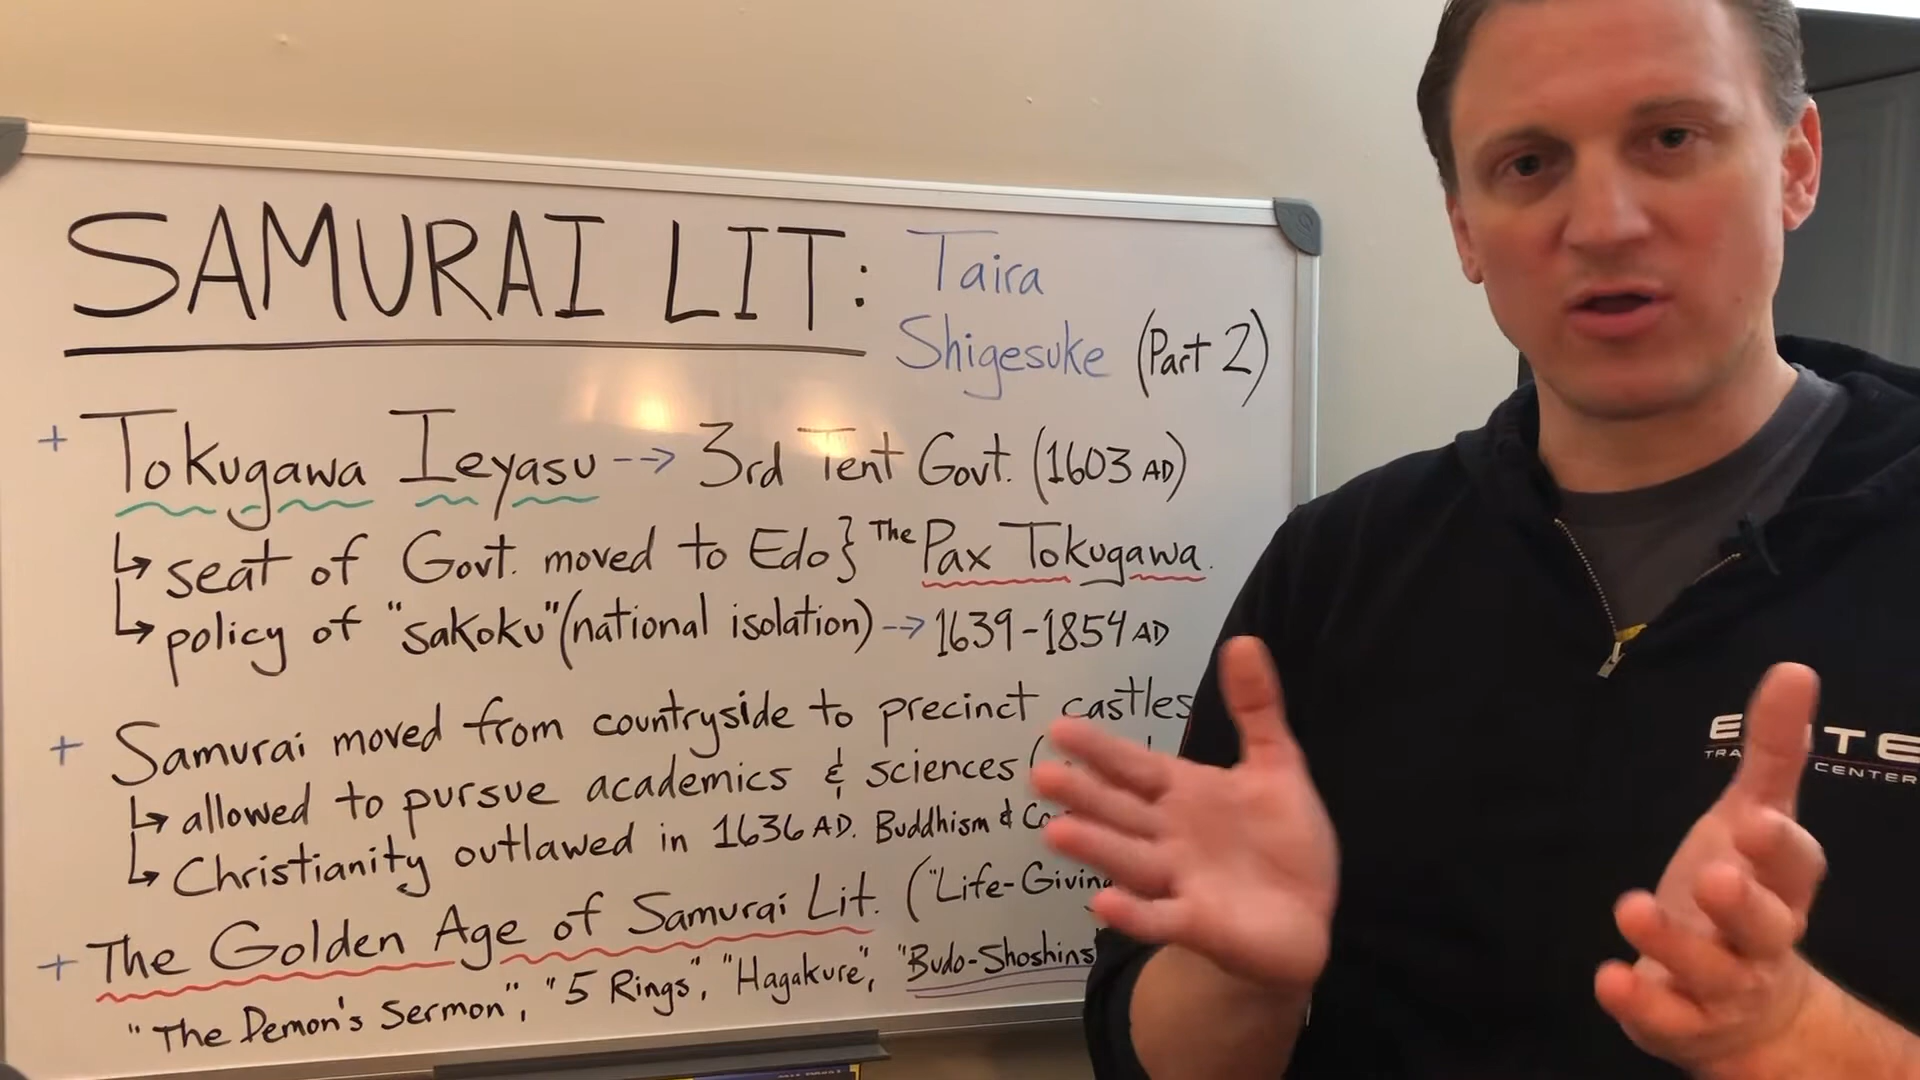 SAMURAI LIT: Taira
Shigesuke (Part 2)
+ Tokugawa Ieyasu --> 3rd Tent Govt. (1603 AD)
↳ seat of Govt. moved to Edo} The Pax Tokugawa.
↳ policy of "sakoku" (national isolation) --> 1639-1854 AD
+ Samurai moved from countryside to precinct castles
↳ allowed to pursue academics & sciences (
↳ Christianity outlawed in 1636 AD. Buddhism & Co
+ The Golden Age of Samurai Lit. ("Life-Giving
"The Demon's Sermon", "5 Rings", "Hagakure", "Budo-Shoshins
TRA CENTER